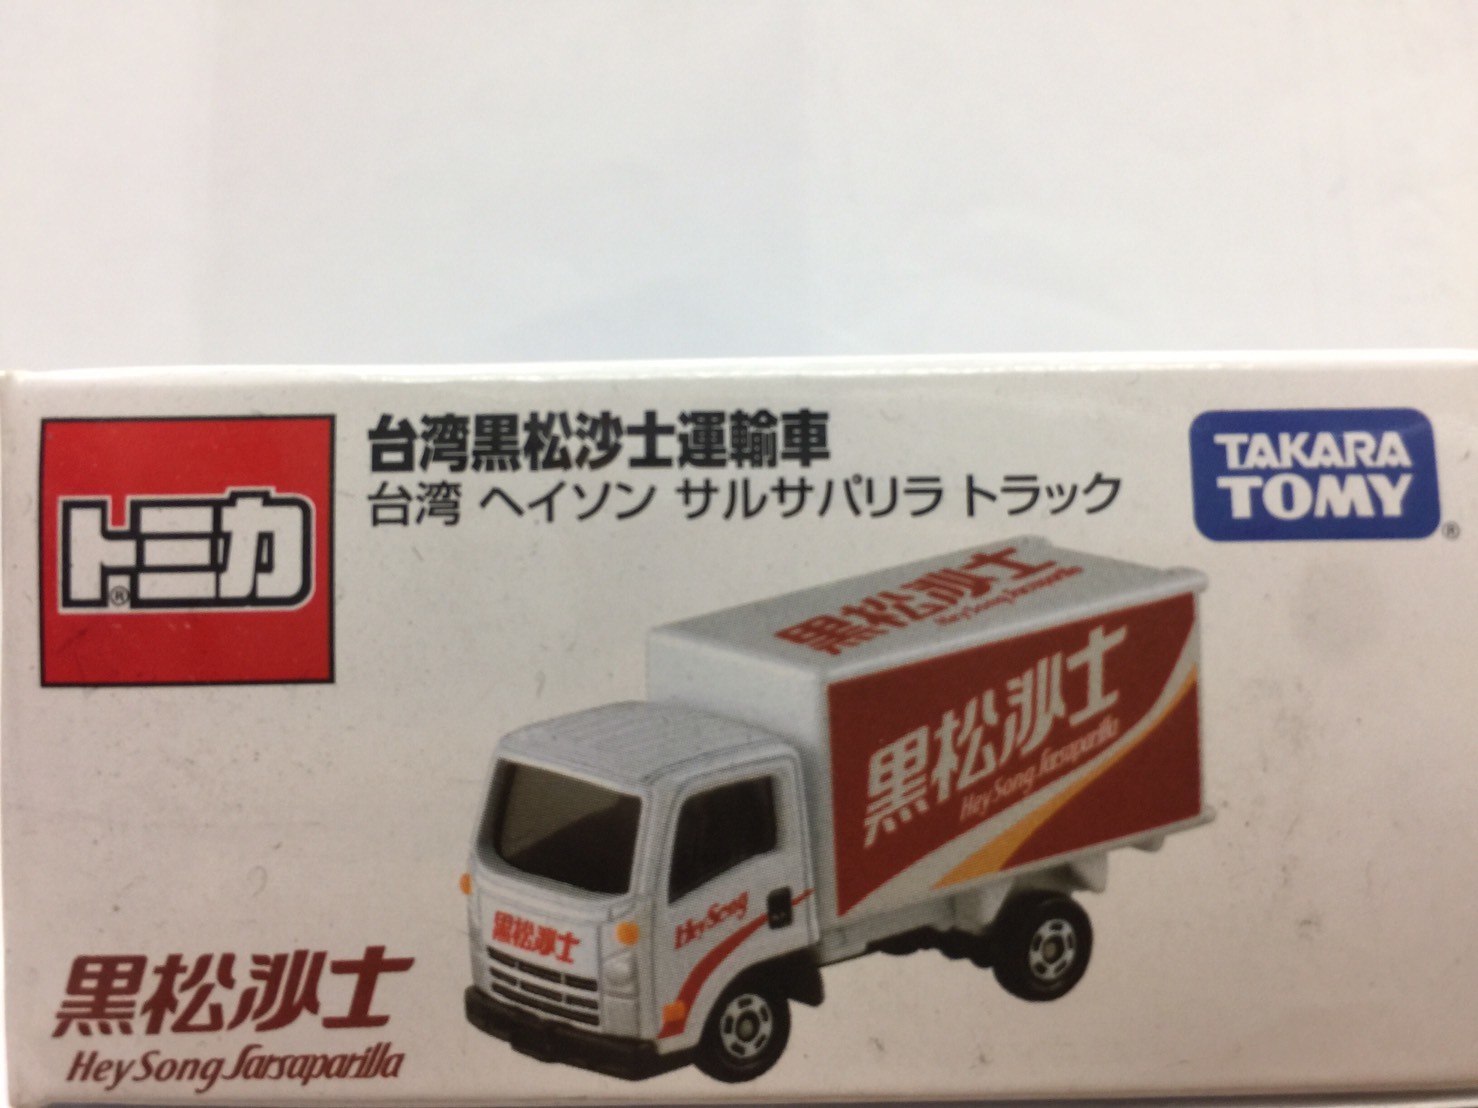 台湾黒松沙士運輸車
台湾 ヘイソン サルサパリラ トラック
トミカ®
TAKARA
TOMY®
黒松沙士
Hey Song Sarsaparilla
黒松沙士
Hey Song Sarsaparilla
黒松沙士
HeySong
黒松沙士
Hey Song Sarsaparilla